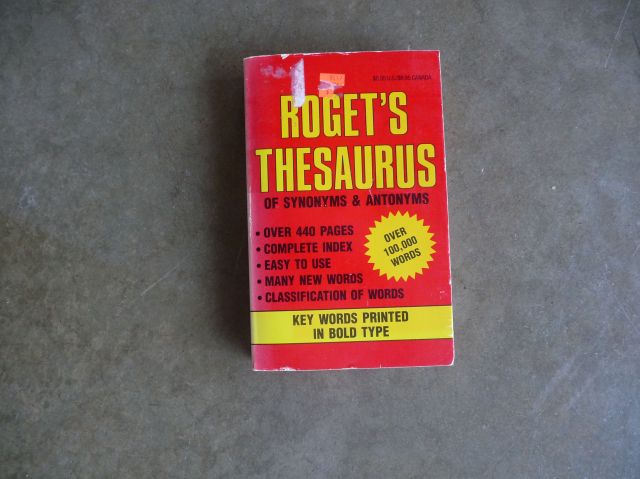 ROGET'S
THESAURUS
OF SYNONYMS & ANTONYMS
• OVER 440 PAGES
• COMPLETE INDEX
• EASY TO USE
• MANY NEW WORDS
• CLASSIFICATION OF WORDS
OVER
100,000
WORDS
KEY WORDS PRINTED
IN BOLD TYPE